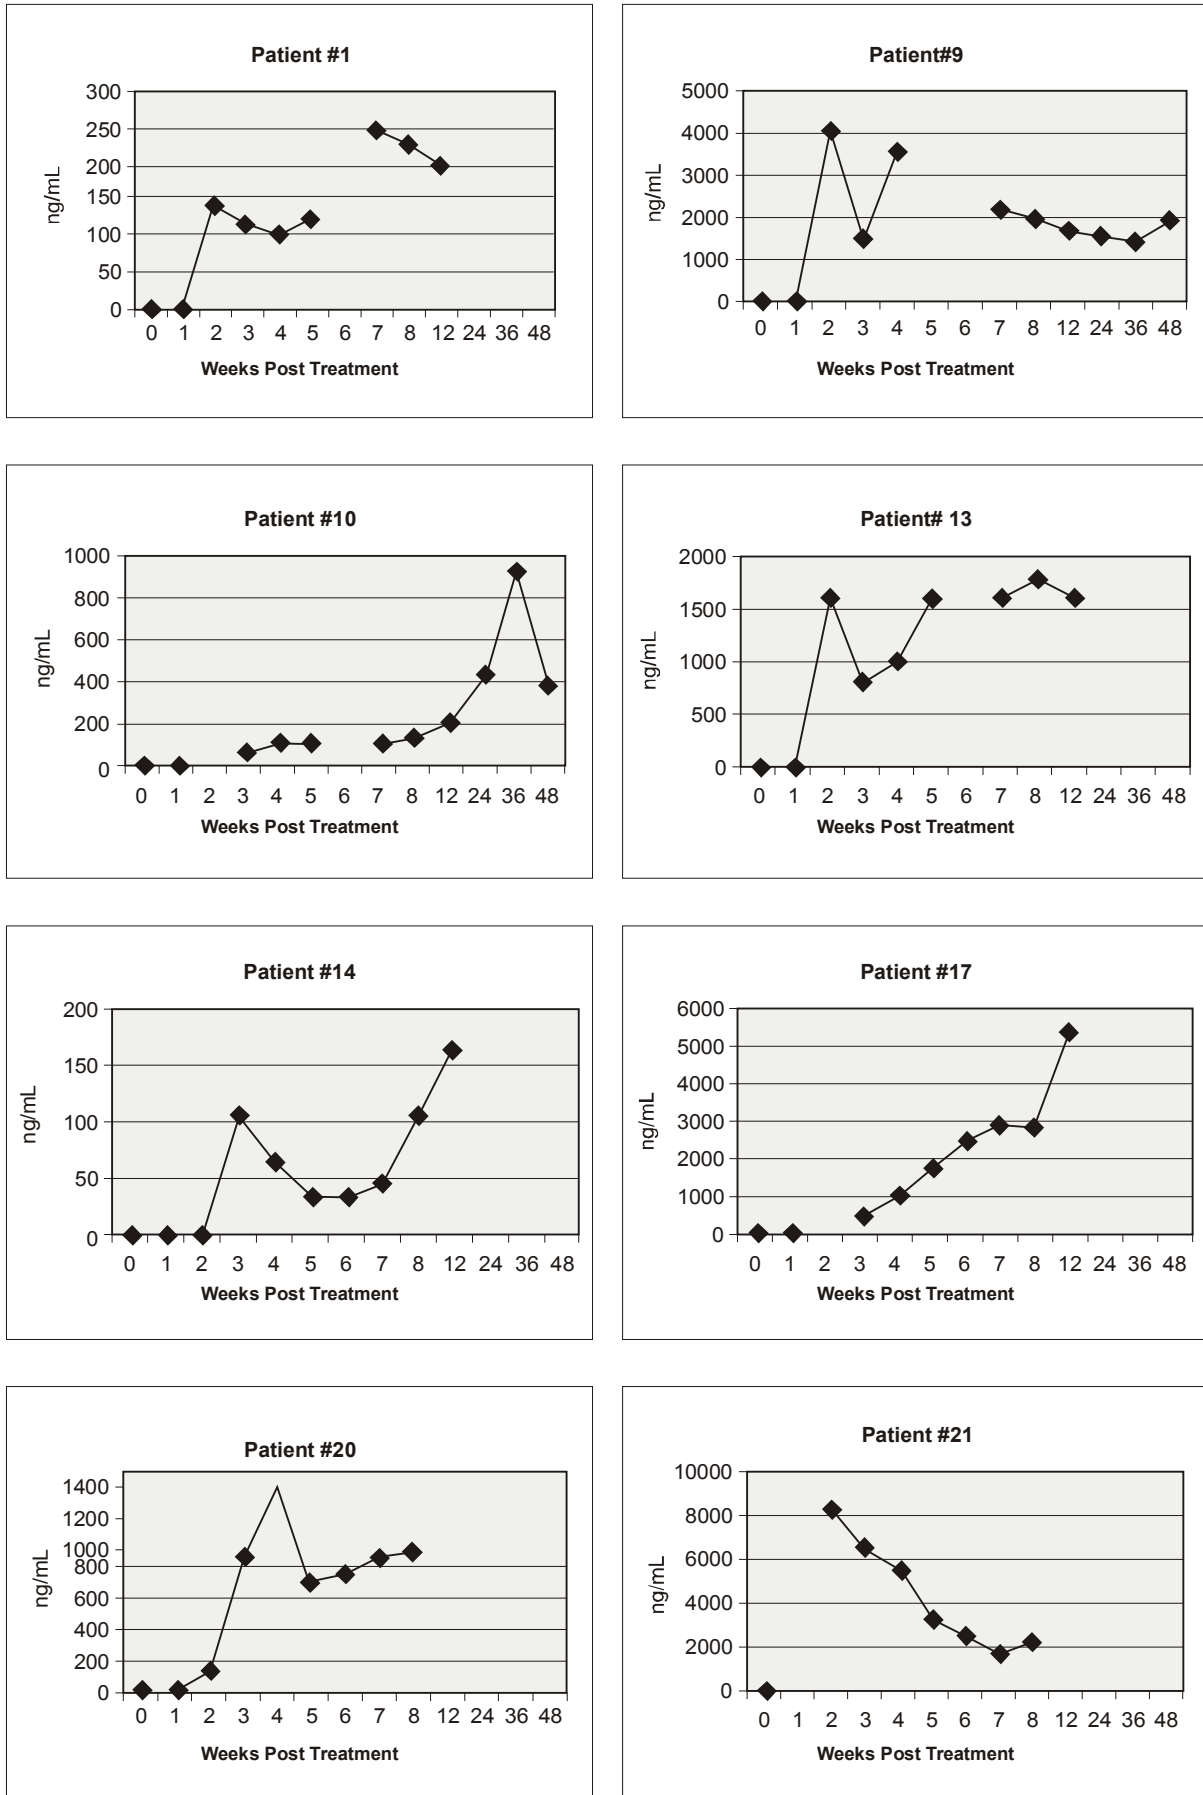 Patient #1
300
250
200
150
100
50
0
ng/mL
0 1 2 3 4 5 6 7 8 12 24 36 48
Weeks Post Treatment
Patient#9
5000
4000
3000
2000
1000
0
ng/mL
0 1 2 3 4 5 6 7 8 12 24 36 48
Weeks Post Treatment
Patient #10
1000
800
600
400
200
0
ng/mL
0 1 2 3 4 5 6 7 8 12 24 36 48
Weeks Post Treatment
Patient# 13
2000
1500
1000
500
0
ng/mL
0 1 2 3 4 5 6 7 8 12 24 36 48
Weeks Post Treatment
Patient #14
200
150
100
50
0
ng/mL
0 1 2 3 4 5 6 7 8 12 24 36 48
Weeks Post Treatment
Patient #17
6000
5000
4000
3000
2000
1000
0
ng/mL
0 1 2 3 4 5 6 7 8 12 24 36 48
Weeks Post Treatment
Patient #20
1400
1200
1000
800
600
400
200
0
ng/mL
0 1 2 3 4 5 6 7 8 12 24 36 48
Weeks Post Treatment
Patient #21
10000
8000
6000
4000
2000
0
ng/mL
0 1 2 3 4 5 6 7 8 12 24 36 48
Weeks Post Treatment